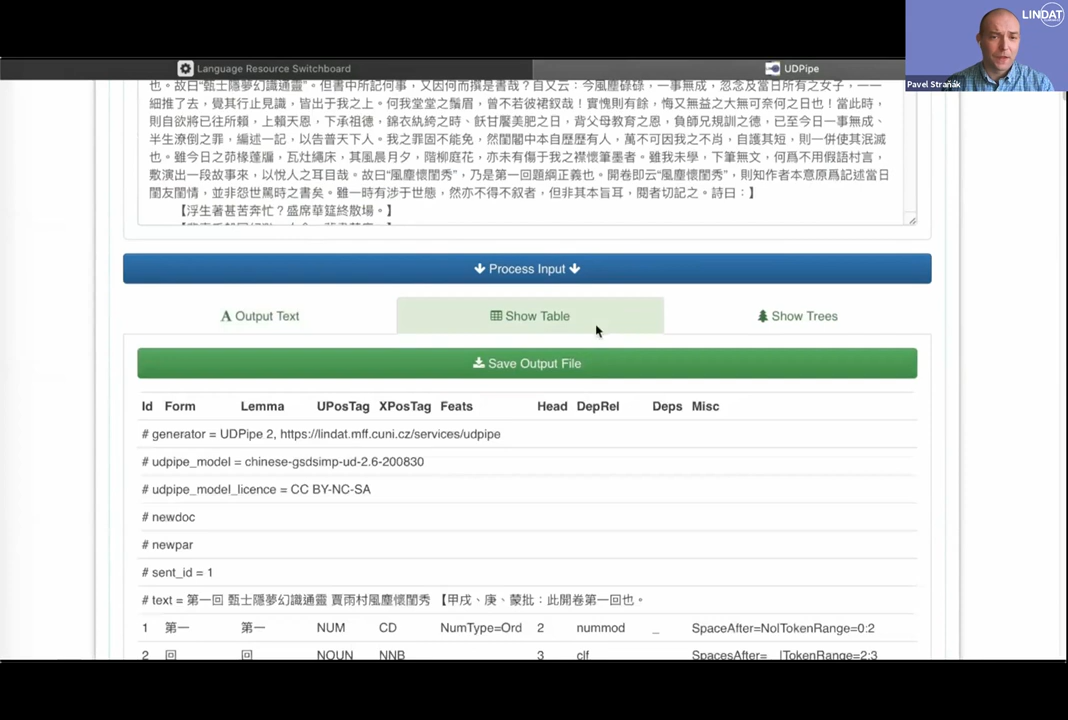 LINDAT
Language Resource Switchboard
UDPipe
Pavel Straňák
也。故曰“甄士隱夢幻識通靈”。但書中所記何事，又因何而撰是書哉？自又云：今風塵碌碌，一事無成，忽念及當日所有之女子，一一
細推了去，覺其行止見識，皆出于我之上。何我堂堂之鬚眉，曾不若彼裙釵哉！實愧則有餘，悔又無益之大無可奈何之日也！當此時，
則自欲將已往所賴，上賴天恩，下承祖德，錦衣紈絝之時、飫甘饜美肥之日，背父母教育之恩，負師兄規訓之德，已至今日一事無成、
半生潦倒之罪，編述一記，以告普天下人。我之罪固不能免，然閨閣中本自歷歷有人，萬不可因我之不肖，自護其短，則一併使其泯滅
也。雖今日之茆椽蓬牖，瓦灶繩床，其風晨月夕，階柳庭花，亦未有傷于我之襟懷筆墨者。雖我未學，下筆無文，何爲不用假語村言，
敷演出一段故事來，以悅人之耳目哉。故曰“風塵懷閨秀”，乃是第一回題綱正義也。開卷即云“風塵懷閨秀”，則知作者本意原爲記述當日
閨友閨情，並非怨世罵時之書矣。雖一時有涉于世態，然亦不得不叙者，但非其本旨耳，閱者切記之。詩曰：】
【浮生著甚苦奔忙？盛席華筵終散場。】
Process Input
Output Text
Show Table
Show Trees
Save Output File
Id Form Lemma UPosTag XPosTag Feats Head DepRel Deps Misc
# generator = UDPipe 2, https://lindat.mff.cuni.cz/services/udpipe
# udpipe_model = chinese-gsdsimp-ud-2.6-200830
# udpipe_model_licence = CC BY-NC-SA
# newdoc
# newpar
# sent_id = 1
# text = 第一回 甄士隱夢幻識通靈 賈雨村風塵懷閨秀 【甲戌、庚、蒙批：此開卷第一回也。
1 第一 第一 NUM CD NumType=Ord 2 nummod _ SpaceAfter=No|TokenRange=0:2
2 回 回 NOUN NNB 3 clf SpacesAfter= |TokenRange=2:3